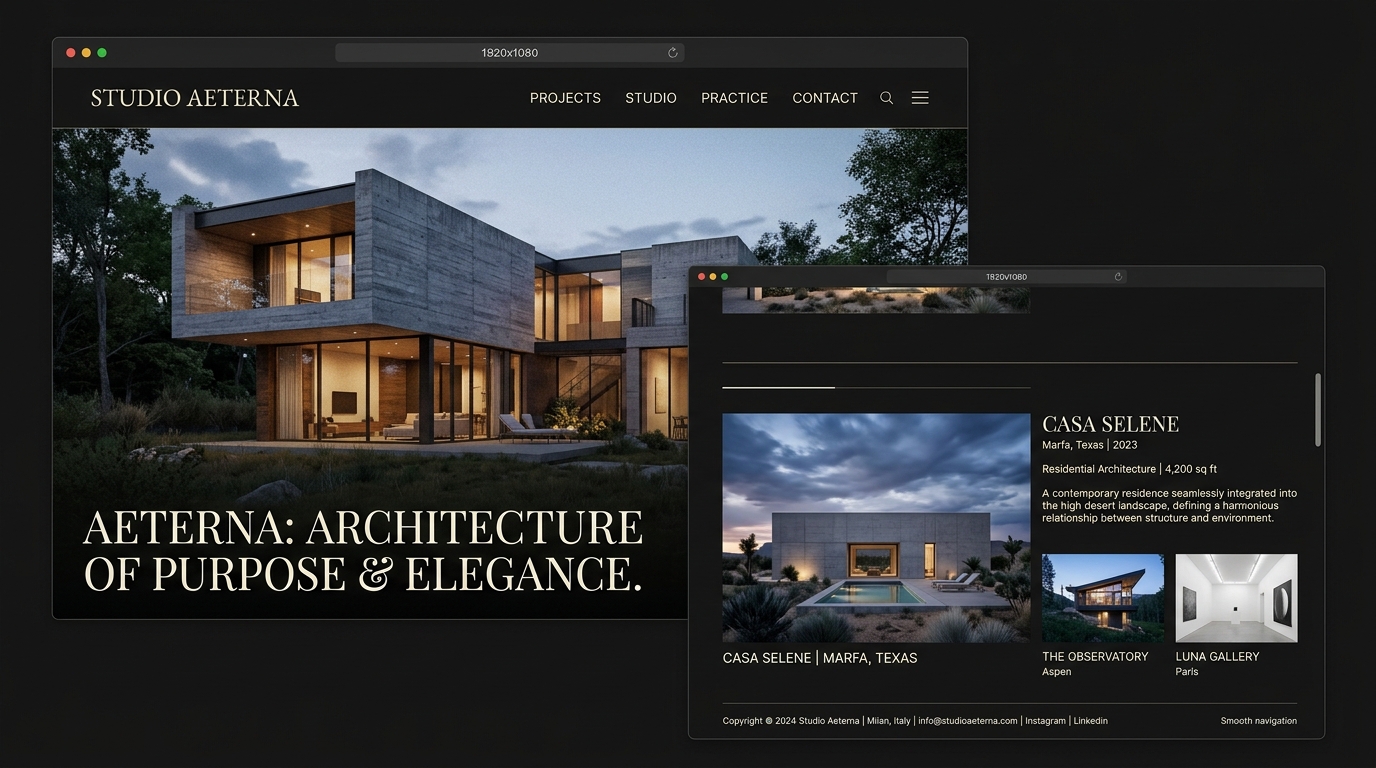 1820x1080
STUDIO AETERNA
PROJECTS STUDIO PRACTICE CONTACT
AETERNA: ARCHITECTURE
OF PURPOSE & ELEGANCE.
1820x1080
CASA SELENE
Marfa, Texas | 2023
Residential Architecture | 4,200 sq ft
A contemporary residence seamlessly integrated into
the high desert landscape, defining a harmonious
relationship between structure and environment.
CASA SELENE | MARFA, TEXAS
THE OBSERVATORY
Aspen
LUNA GALLERY
Paris
Copyright © 2024 Studio Aeterna | Milan, Italy | info@studioaeterna.com | Instagram | Linkedin
Smooth navigation